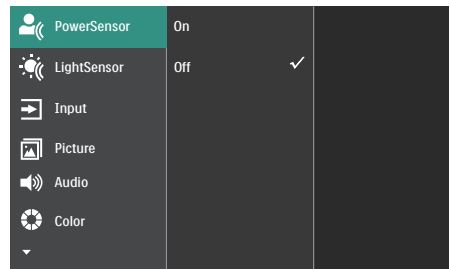 PowerSensor
On
LightSensor
Off
Input
Picture
Audio
Color